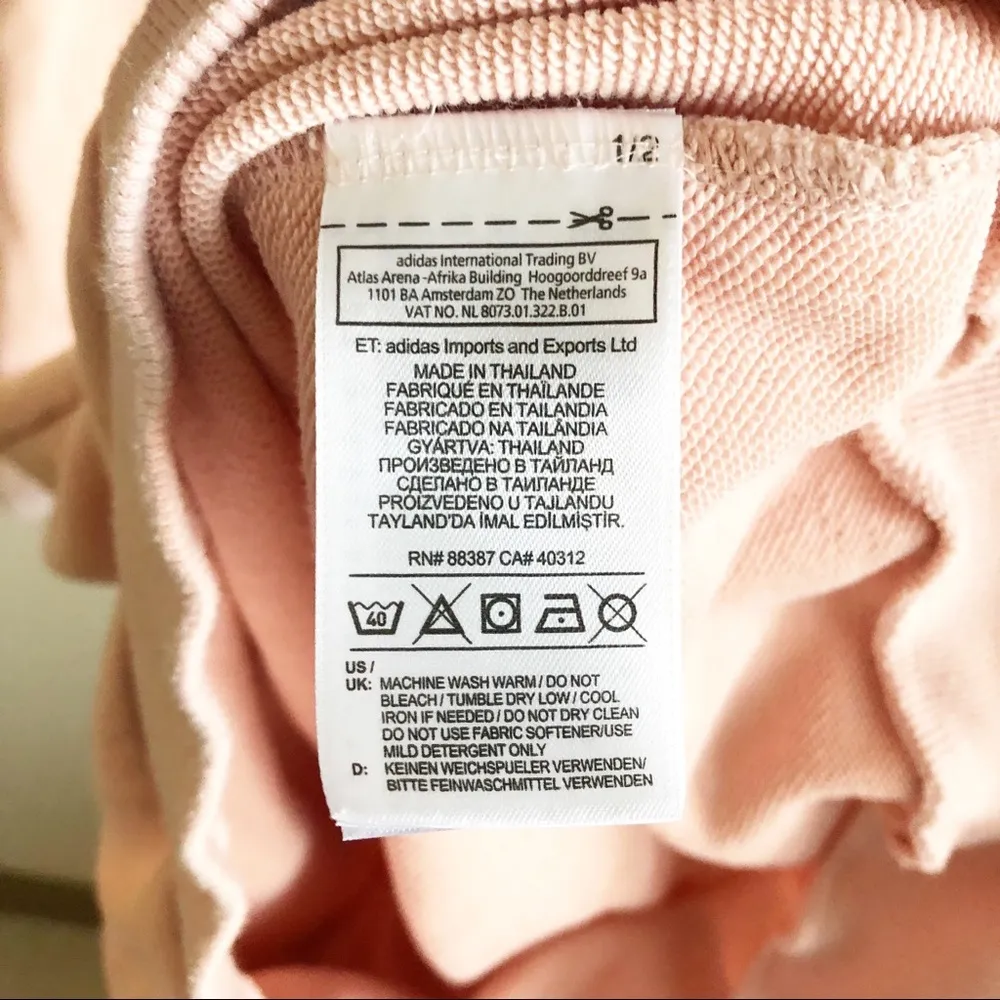 1/2
adidas International Trading BV
Atlas Arena -Afrika Building Hoogoorddreef 9a
1101 BA Amsterdam ZO The Netherlands
VAT NO. NL 8073.01.322.B.01
ET: adidas Imports and Exports Ltd
MADE IN THAILAND
FABRIQUÉ EN THAÏLANDE
FABRICADO EN TAILANDIA
FABRICADO NA TAILÂNDIA
GYÁRTVA: THAILAND
ПРОИЗВЕДЕНО В ТАЙЛАНД
СДЕЛАНО В ТАИЛАНДЕ
PROIZVEDENO U TAJLANDU
TAYLAND'DA İMAL EDİLMİŞTİR.
RN# 88387 CA# 40312
40
US /
UK: MACHINE WASH WARM / DO NOT
BLEACH / TUMBLE DRY LOW / COOL
IRON IF NEEDED / DO NOT DRY CLEAN
DO NOT USE FABRIC SOFTENER/USE
MILD DETERGENT ONLY
D: KEINEN WEICHSPUELER VERWENDEN/
BITTE FEINWASCHMITTEL VERWENDEN